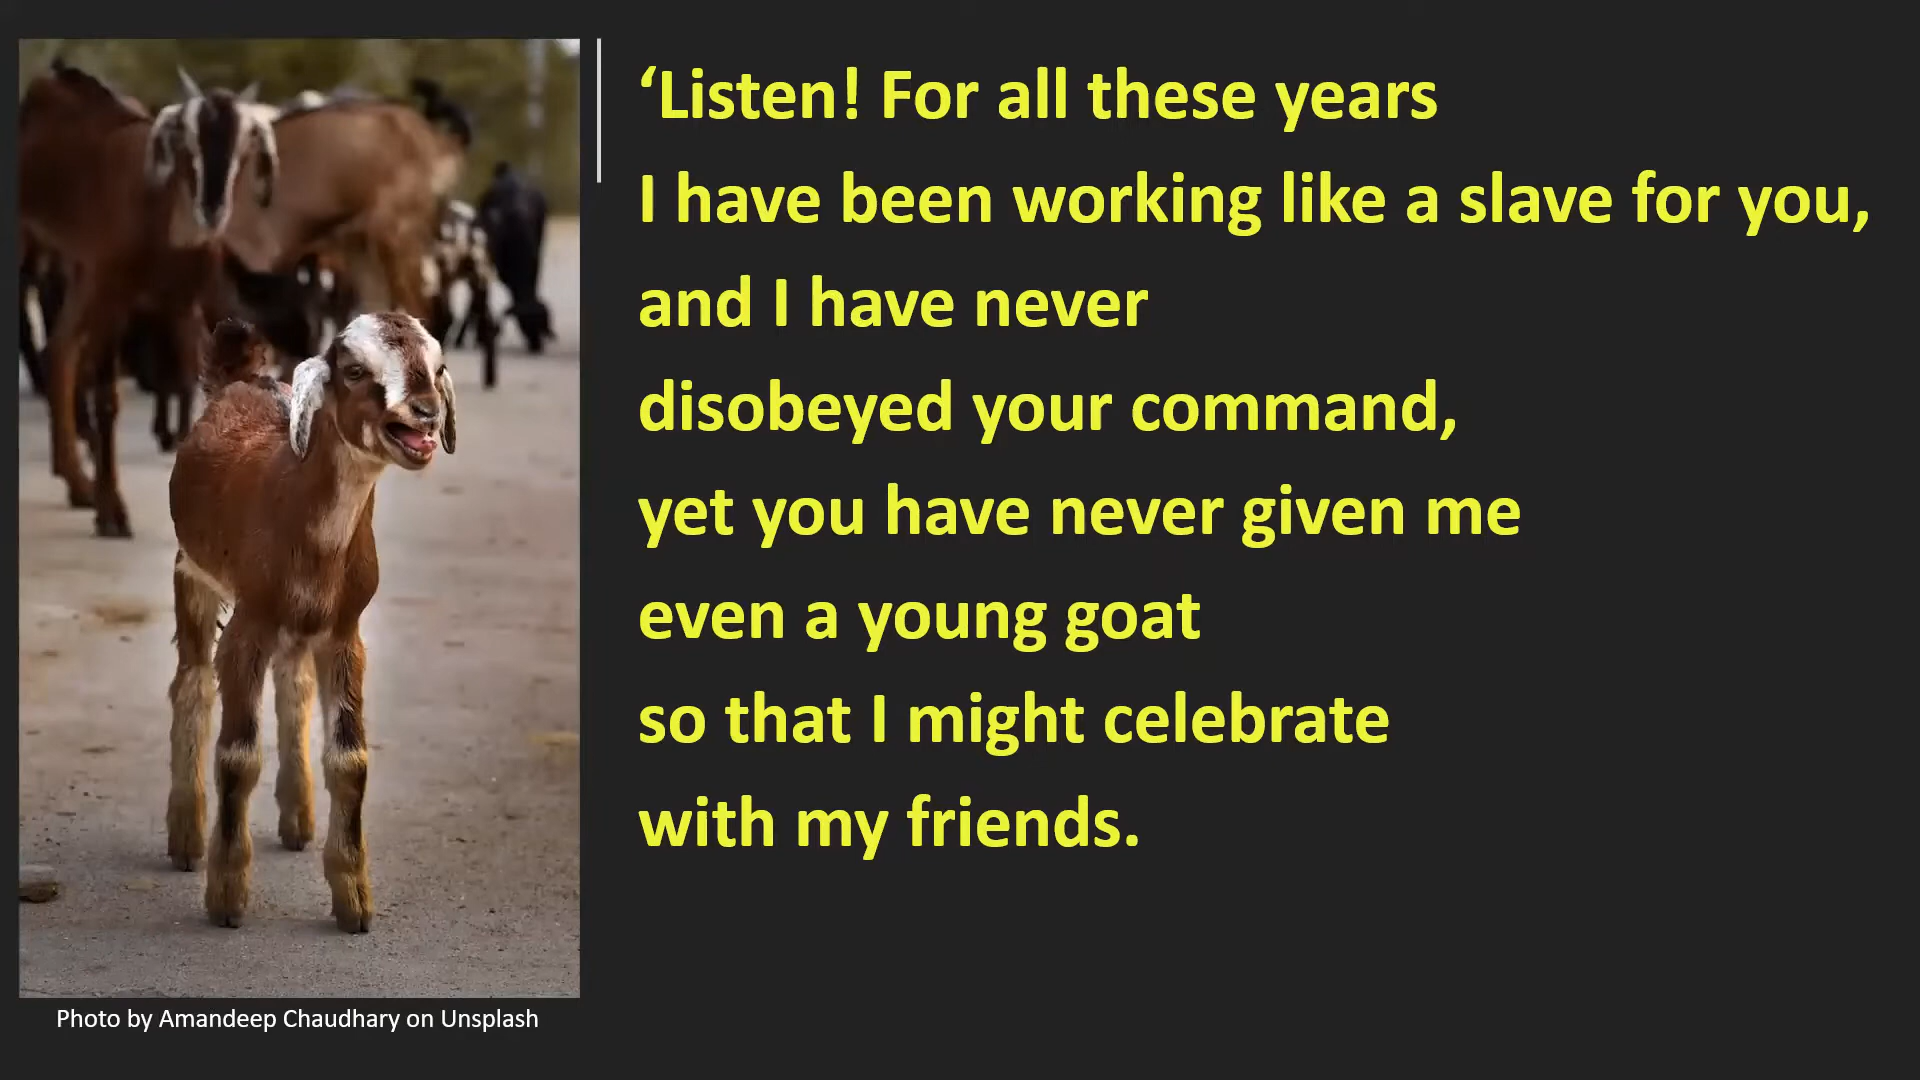 ‘Listen! For all these years
I have been working like a slave for you,
and I have never
disobeyed your command,
yet you have never given me
even a young goat
so that I might celebrate
with my friends.
Photo by Amandeep Chaudhary on Unsplash